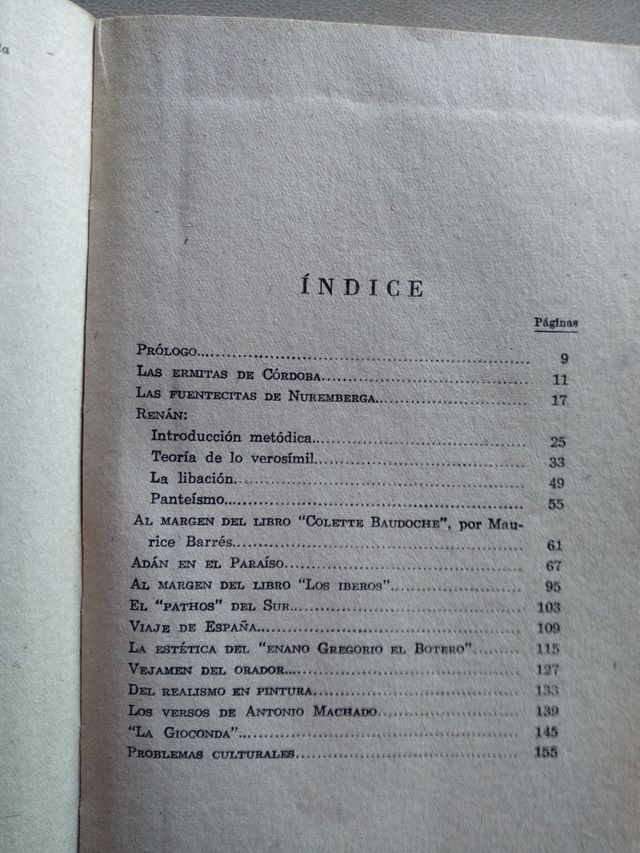 ÍNDICE
Páginas
PRÓLOGO 9
LAS ERMITAS DE CÓRDOBA 11
LAS FUENTECITAS DE NUREMBERGA 17
RENÁN:
Introducción metódica 25
Teoría de lo verosímil 33
La libación 49
Panteísmo 55
AL MARGEN DEL LIBRO "COLETTE BAUDOCHE", por Mau-
rice Barrés 61
ADÁN EN EL PARAÍSO 67
AL MARGEN DEL LIBRO "LOS IBEROS" 95
EL "PATHOS" DEL SUR 103
VIAJE DE ESPAÑA 109
LA ESTÉTICA DEL "ENANO GREGORIO EL BOTERO" 115
VEJAMEN DEL ORADOR 127
DEL REALISMO EN PINTURA 133
LOS VERSOS DE ANTONIO MACHADO 139
"LA GIOCONDA" 145
PROBLEMAS CULTURALES 155